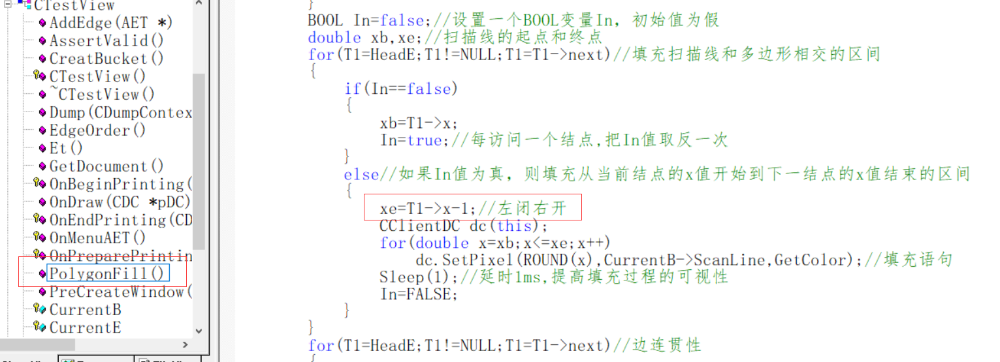 CTestView
AddEdge(AET *)
AssertValid()
CreatBucket()
CTestView()
~CTestView()
Dump(CDumpContex
EdgeOrder()
Et()
GetDocument()
OnBeginPrinting(
OnDraw(CDC *pDC)
OnEndPrinting(CD
OnMenuAET()
OnPreparePrintin
PolygonFill()
PreCreateWindow(
CurrentB
CurrentE
}
BOOL In=false;//设置一个BOOL变量In，初始值为假
double xb,xe;//扫描线的起点和终点
for(T1=HeadE;T1!=NULL;T1=T1->next)//填充扫描线和多边形相交的区间
{
if(In==false)
{
xb=T1->x;
In=true;//每访问一个结点,把In值取反一次
}
else//如果In值为真，则填充从当前结点的x值开始到下一结点的x值结束的区间
{
xe=T1->x-1;//左闭右开
CClientDC dc(this);
for(double x=xb;x<=xe;x++)
dc.SetPixel(ROUND(x),CurrentB->ScanLine,GetColor);//填充语句
Sleep(1);//延时1ms,提高填充过程的可视性
In=FALSE;
}
}
for(T1=HeadE;T1!=NULL;T1=T1->next)//边连贯性
{